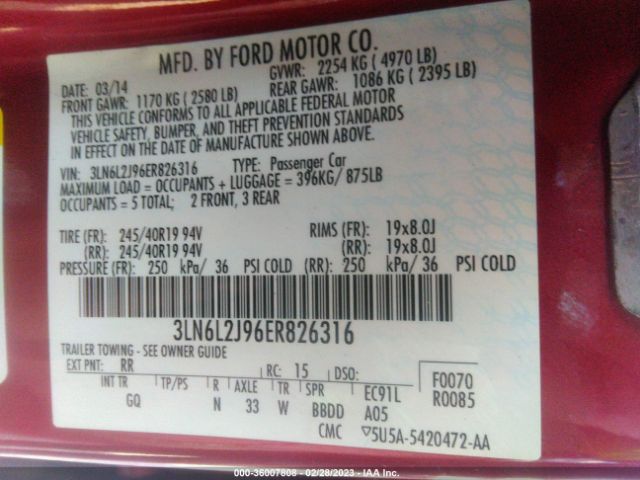 MFD. BY FORD MOTOR CO.
DATE: 03/14 GVWR: 2254 KG ( 4970 LB)
FRONT GAWR: 1170 KG ( 2580 LB) REAR GAWR: 1086 KG ( 2395 LB)
THIS VEHICLE CONFORMS TO ALL APPLICABLE FEDERAL MOTOR
VEHICLE SAFETY, BUMPER, AND THEFT PREVENTION STANDARDS
IN EFFECT ON THE DATE OF MANUFACTURE SHOWN ABOVE.
VIN: 3LN6L2J96ER826316 TYPE: Passenger Car
MAXIMUM LOAD = OCCUPANTS + LUGGAGE = 396KG/ 875LB
OCCUPANTS = 5 TOTAL; 2 FRONT, 3 REAR
TIRE (FR): 245/40R19 94V RIMS (FR): 19x8.0J
(RR): 245/40R19 94V (RR): 19x8.0J
PRESSURE (FR): 250 kPa/ 36 PSI COLD (RR): 250 kPa/ 36 PSI COLD
3LN6L2J96ER826316
TRAILER TOWING - SEE OWNER GUIDE
EXT PNT: RR RC: 15 DSO: F0070
INT TR TP/PS R AXLE TR SPR EC91L R0085
GQ N 33 W BBDD A05
CMC ▽5U5A-5420472-AA
000 - 36007808 - 02/28/2023 - IAA Inc.